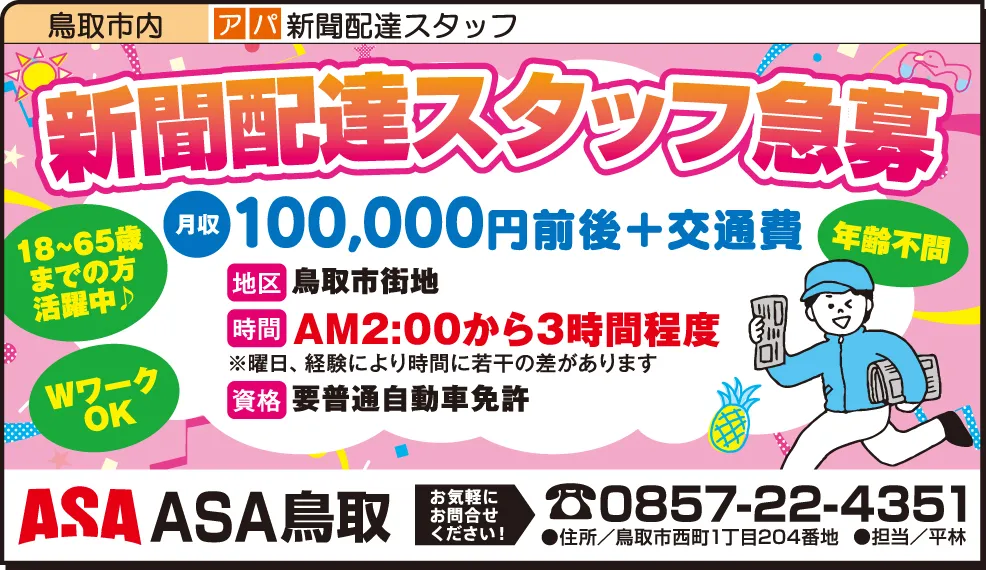 鳥取市内 アパ 新聞配達スタッフ
新聞配達スタッフ急募
月収 100,000円前後+交通費
18~65歳
までの方
活躍中♪
年齢不問
地区 鳥取市街地
時間 AM2:00から3時間程度
※曜日、経験により時間に若干の差があります
WワークOK
資格 要普通自動車免許
ASA ASA鳥取
お気軽に
お問合せ
ください!
☎0857-22-4351
●住所/鳥取市西町1丁目204番地 ●担当/平林